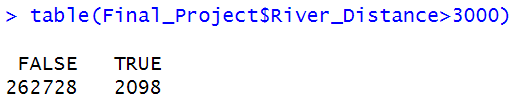 > table(Final_Project$River_Distance>3000)
FALSE TRUE
262728 2098